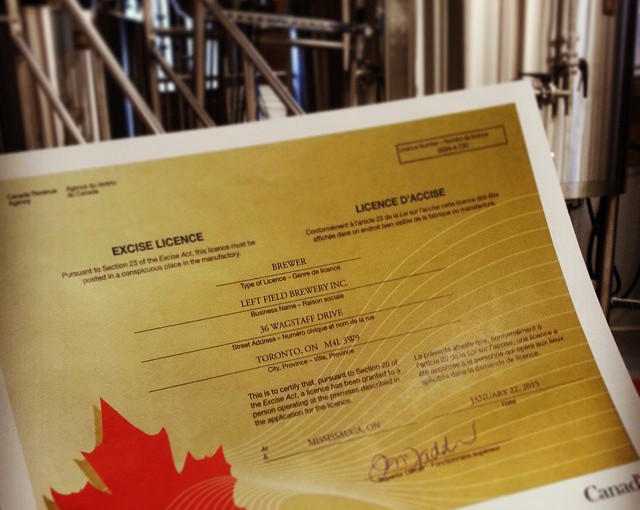 Canada Revenue Agency
Agence du revenu du Canada
Licence Number - Numéro de licence
EXCISE LICENCE
Pursuant to Section 23 of the Excise Act, this licence must be
posted in a conspicuous place in the manufactory.
LICENCE D'ACCISE
Conformément à l'article 23 de la Loi sur l'accise cette licence doit être
affichée dans un endroit bien visible de la fabrique ou manufacture.
BREWER
Type of Licence – Genre de licence
LEFT FIELD BREWERY INC.
Business Name – Raison sociale
36 WAGSTAFF DRIVE
Street Address – Numéro civique et nom de la rue
TORONTO, ON M4L 3W9
City, Province – Ville, Province
This is to certify that, pursuant to Section 20 of
the Excise Act, a licence has been granted to a
person operating at the premises described in
the application for the licence.
La présente atteste que, conformément à
l'article 20 de la Loi sur l'accise, une licence a
été accordée à la personne qui opère aux lieux
spécifiés dans la demande de licence.
At
À
MISSISSAUGA, ON
JANUARY 22, 2015
Date
Fonctionnaire supérieur
Canad